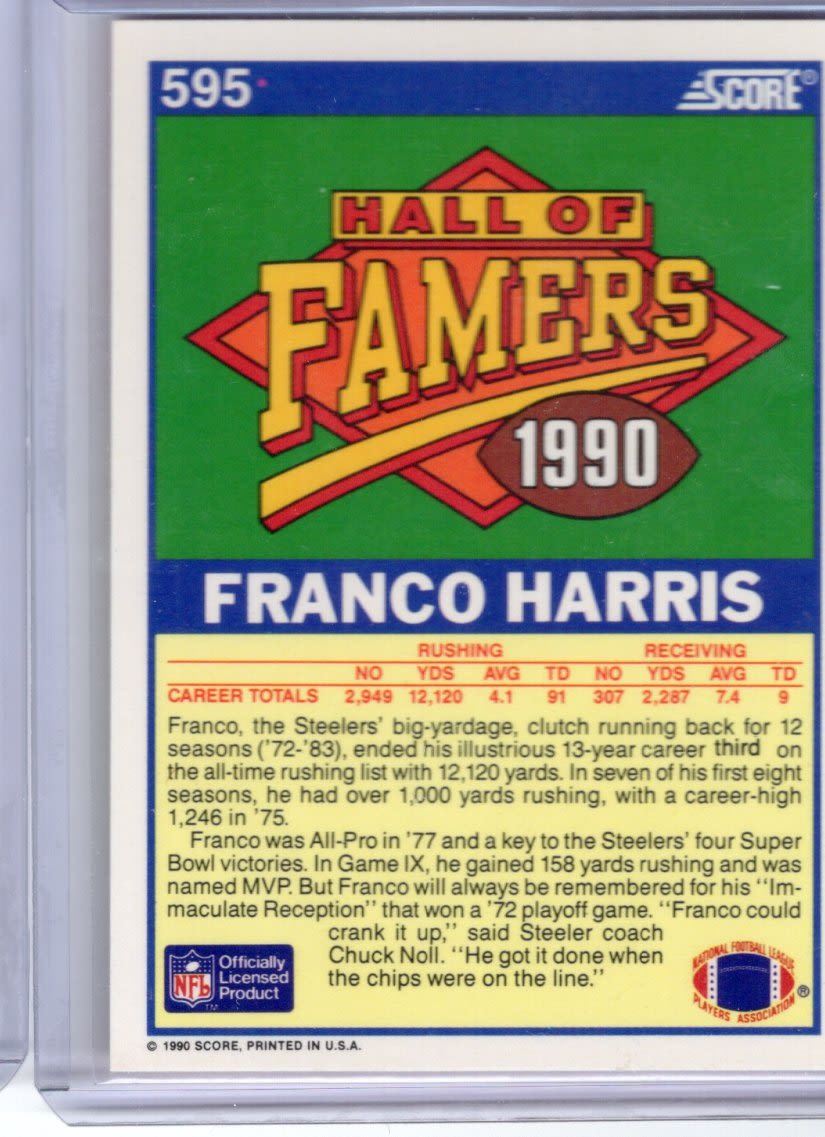 595
SCORE®
HALL OF
FAMERS
1990
FRANCO HARRIS
RUSHING RECEIVING
NO YDS AVG TD NO YDS AVG TD
CAREER TOTALS 2,949 12,120 4.1 91 307 2,287 7.4 9
Franco, the Steelers' big-yardage, clutch running back for 12
seasons ('72-'83), ended his illustrious 13-year career third on
the all-time rushing list with 12,120 yards. In seven of his first eight
seasons, he had over 1,000 yards rushing, with a career-high
1,246 in '75.
Franco was All-Pro in '77 and a key to the Steelers' four Super
Bowl victories. In Game IX, he gained 158 yards rushing and was
named MVP. But Franco will always be remembered for his "Im-
maculate Reception" that won a '72 playoff game. "Franco could
crank it up," said Steeler coach
Chuck Noll. "He got it done when
the chips were on the line."
NFL
Officially
Licensed
Product
TM
NATIONAL FOOTBALL LEAGUE
PLAYERS ASSOCIATION
®
© 1990 SCORE, PRINTED IN U.S.A.